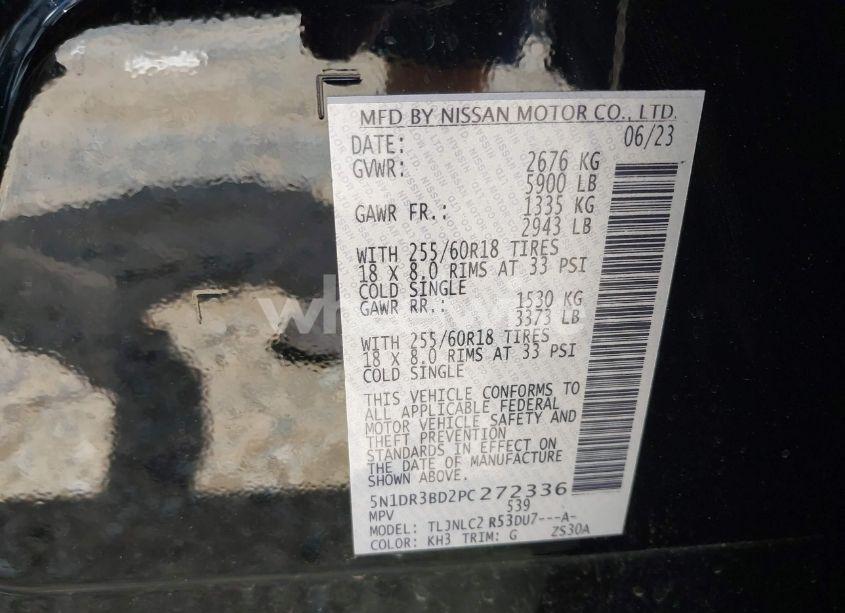 MFD BY NISSAN MOTOR CO., LTD.
DATE: 06/23
GVWR: 2676 KG
5900 LB
GAWR FR.: 1335 KG
2943 LB
WITH 255/60R18 TIRES
18 X 8.0 RIMS AT 33 PSI
COLD SINGLE
GAWR RR.: 1530 KG
3373 LB
WITH 255/60R18 TIRES
18 X 8.0 RIMS AT 33 PSI
COLD SINGLE
THIS VEHICLE CONFORMS TO
ALL APPLICABLE FEDERAL
MOTOR VEHICLE SAFETY AND
THEFT PREVENTION
STANDARDS IN EFFECT ON
THE DATE OF MANUFACTURE
SHOWN ABOVE.
5N1DR3BD2PC272336
539
MPV
MODEL: TLJNLC2 R53DU7---A-
COLOR: KH3 TRIM: G ZS30A